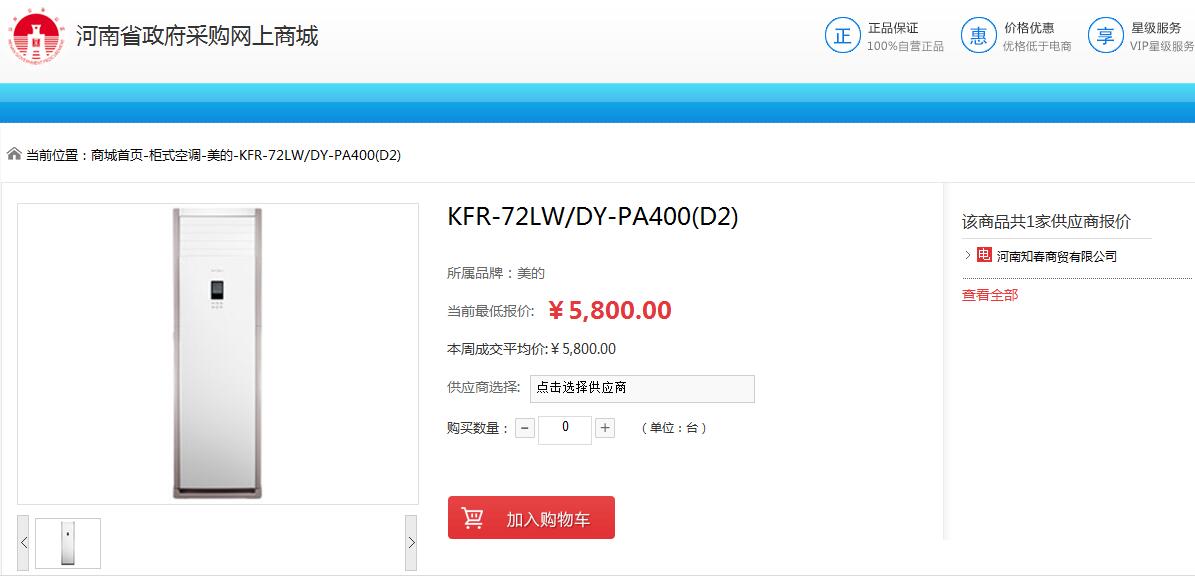 河南省政府采购网上商城
正 正品保证
100%自营正品
惠 价格优惠
优格低于电商
享 星级服务
VIP星级服务
当前位置：商城首页-柜式空调-美的-KFR-72LW/DY-PA400(D2)
KFR-72LW/DY-PA400(D2)
所属品牌：美的
当前最低报价: ¥5,800.00
本周成交平均价:¥5,800.00
供应商选择: 点击选择供应商
购买数量： － 0 + （单位：台）
加入购物车
该商品共1家供应商报价
> 电 河南知春商贸有限公司
查看全部